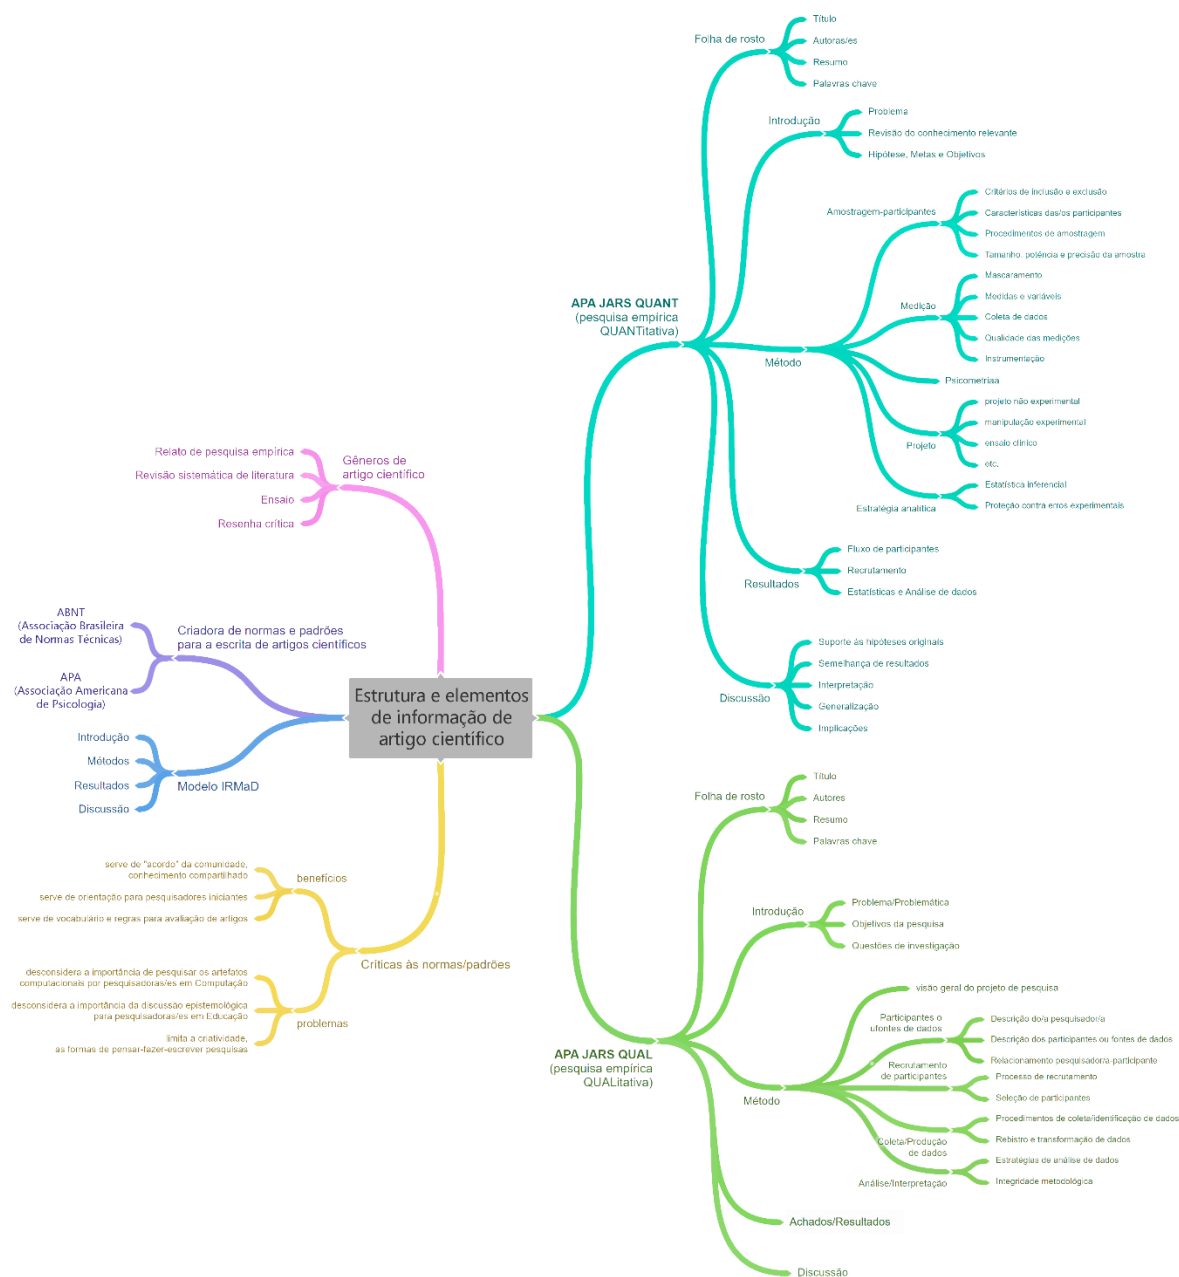 Estrutura e elementos
de informação de
artigo científico
Gêneros de
artigo científico
Relato de pesquisa empírica
Revisão sistemática de literatura
Ensaio
Resenha crítica
Criadora de normas e padrões
para a escrita de artigos científicos
ABNT
(Associação Brasileira
de Normas Técnicas)
APA
(Associação Americana
de Psicologia)
Modelo IRMaD
Introdução
Métodos
Resultados
Discussão
Críticas às normas/padrões
benefícios
serve de "acordo" da comunidade,
conhecimento compartilhado
serve de orientação para pesquisadores iniciantes
serve de vocabulário e regras para avaliação de artigos
problemas
desconsidera a importância de pesquisar os artefatos
computacionais por pesquisadoras/es em Computação
desconsidera a importância da discussão epistemológica
para pesquisadoras/es em Educação
limita a criatividade,
as formas de pensar-fazer-escrever pesquisas
APA JARS QUANT
(pesquisa empírica
QUANTitativa)
Folha de rosto
Título
Autoras/es
Resumo
Palavras chave
Introdução
Problema
Revisão do conhecimento relevante
Hipótese, Metas e Objetivos
Método
Amostragem-participantes
Critérios de inclusão e exclusão
Características das/os participantes
Procedimentos de amostragem
Tamanho, potência e precisão da amostra
Medição
Mascaramento
Medidas e variáveis
Coleta de dados
Qualidade das medições
Instrumentação
Psicometriaa
Projeto
projeto não experimental
manipulação experimental
ensaio clínico
etc.
Estratégia analítica
Estatística inferencial
Proteção contra erros experimentais
Resultados
Fluxo de participantes
Recrutamento
Estatísticas e Análise de dados
Discussão
Suporte às hipóteses originais
Semelhança de resultados
Interpretação
Generalização
Implicações
APA JARS QUAL
(pesquisa empírica
QUALitativa)
Folha de rosto
Título
Autores
Resumo
Palavras chave
Introdução
Problema/Problemática
Objetivos da pesquisa
Questões de investigação
Método
visão geral do projeto de pesquisa
Participantes o
ufontes de dados
Descrição do/a pesquisador/a
Descrição dos participantes ou fontes de dados
Relacionamento pesquisadora-participante
Recrutamento
de participantes
Processo de recrutamento
Seleção de participantes
Coleta/Produção
de dados
Procedimentos de coleta/identificação de dados
Rebistro e transformação de dados
Análise/Interpretação
Estratégias de análise de dados
Integridade metodológica
Achados/Resultados
Discussão